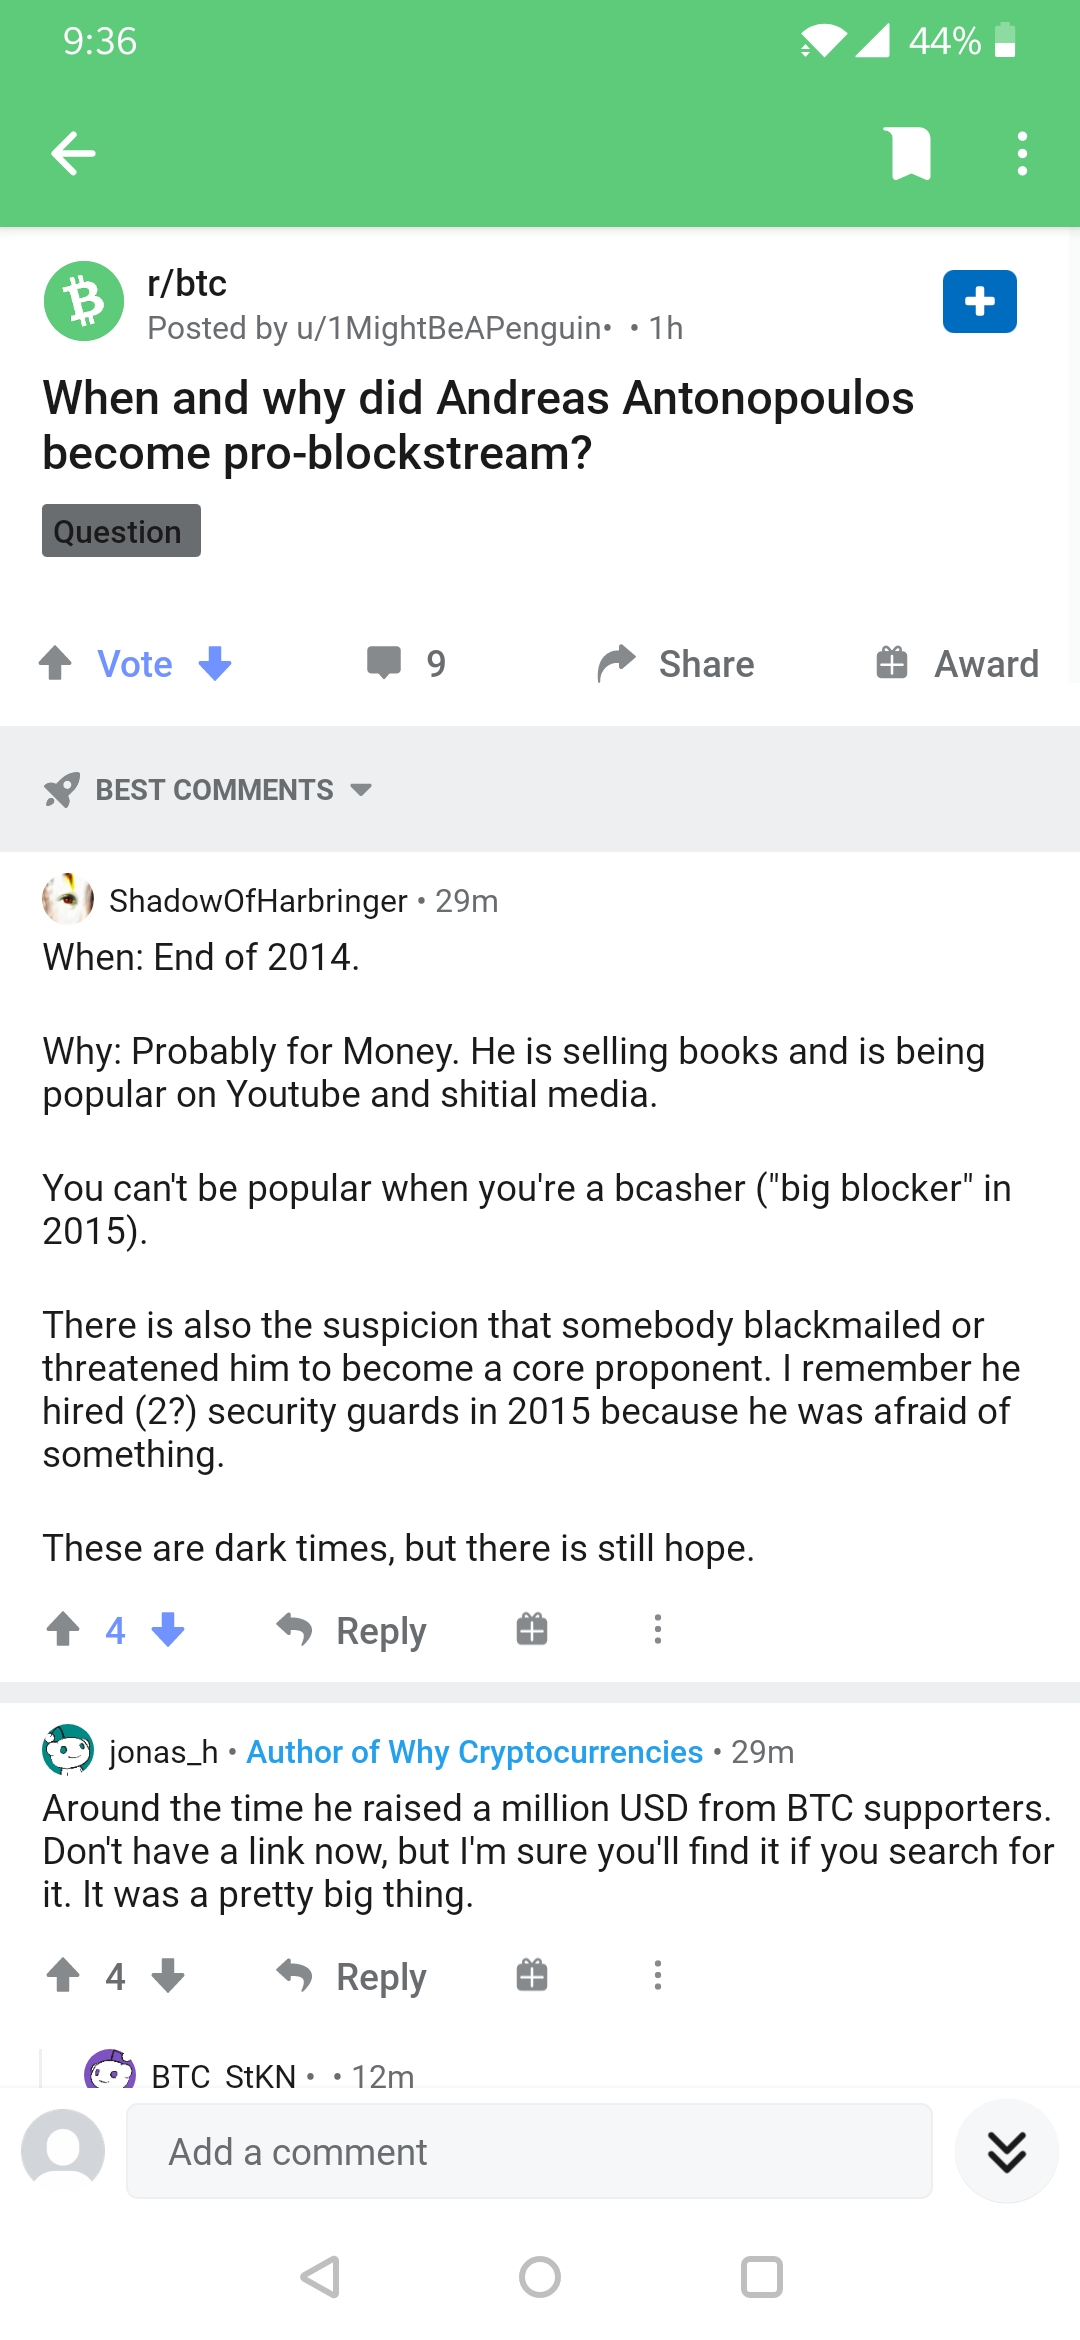 9:36
44%
r/btc
Posted by u/1MightBeAPenguin• • 1h
When and why did Andreas Antonopoulos
become pro-blockstream?
Question
Vote 9 Share Award
BEST COMMENTS
ShadowOfHarbringer • 29m
When: End of 2014.
Why: Probably for Money. He is selling books and is being
popular on Youtube and shitial media.
You can't be popular when you're a bcasher ("big blocker" in
2015).
There is also the suspicion that somebody blackmailed or
threatened him to become a core proponent. I remember he
hired (2?) security guards in 2015 because he was afraid of
something.
These are dark times, but there is still hope.
4 Reply
jonas_h • Author of Why Cryptocurrencies • 29m
Around the time he raised a million USD from BTC supporters.
Don't have a link now, but I'm sure you'll find it if you search for
it. It was a pretty big thing.
4 Reply
BTC_StKN • • 12m
Add a comment